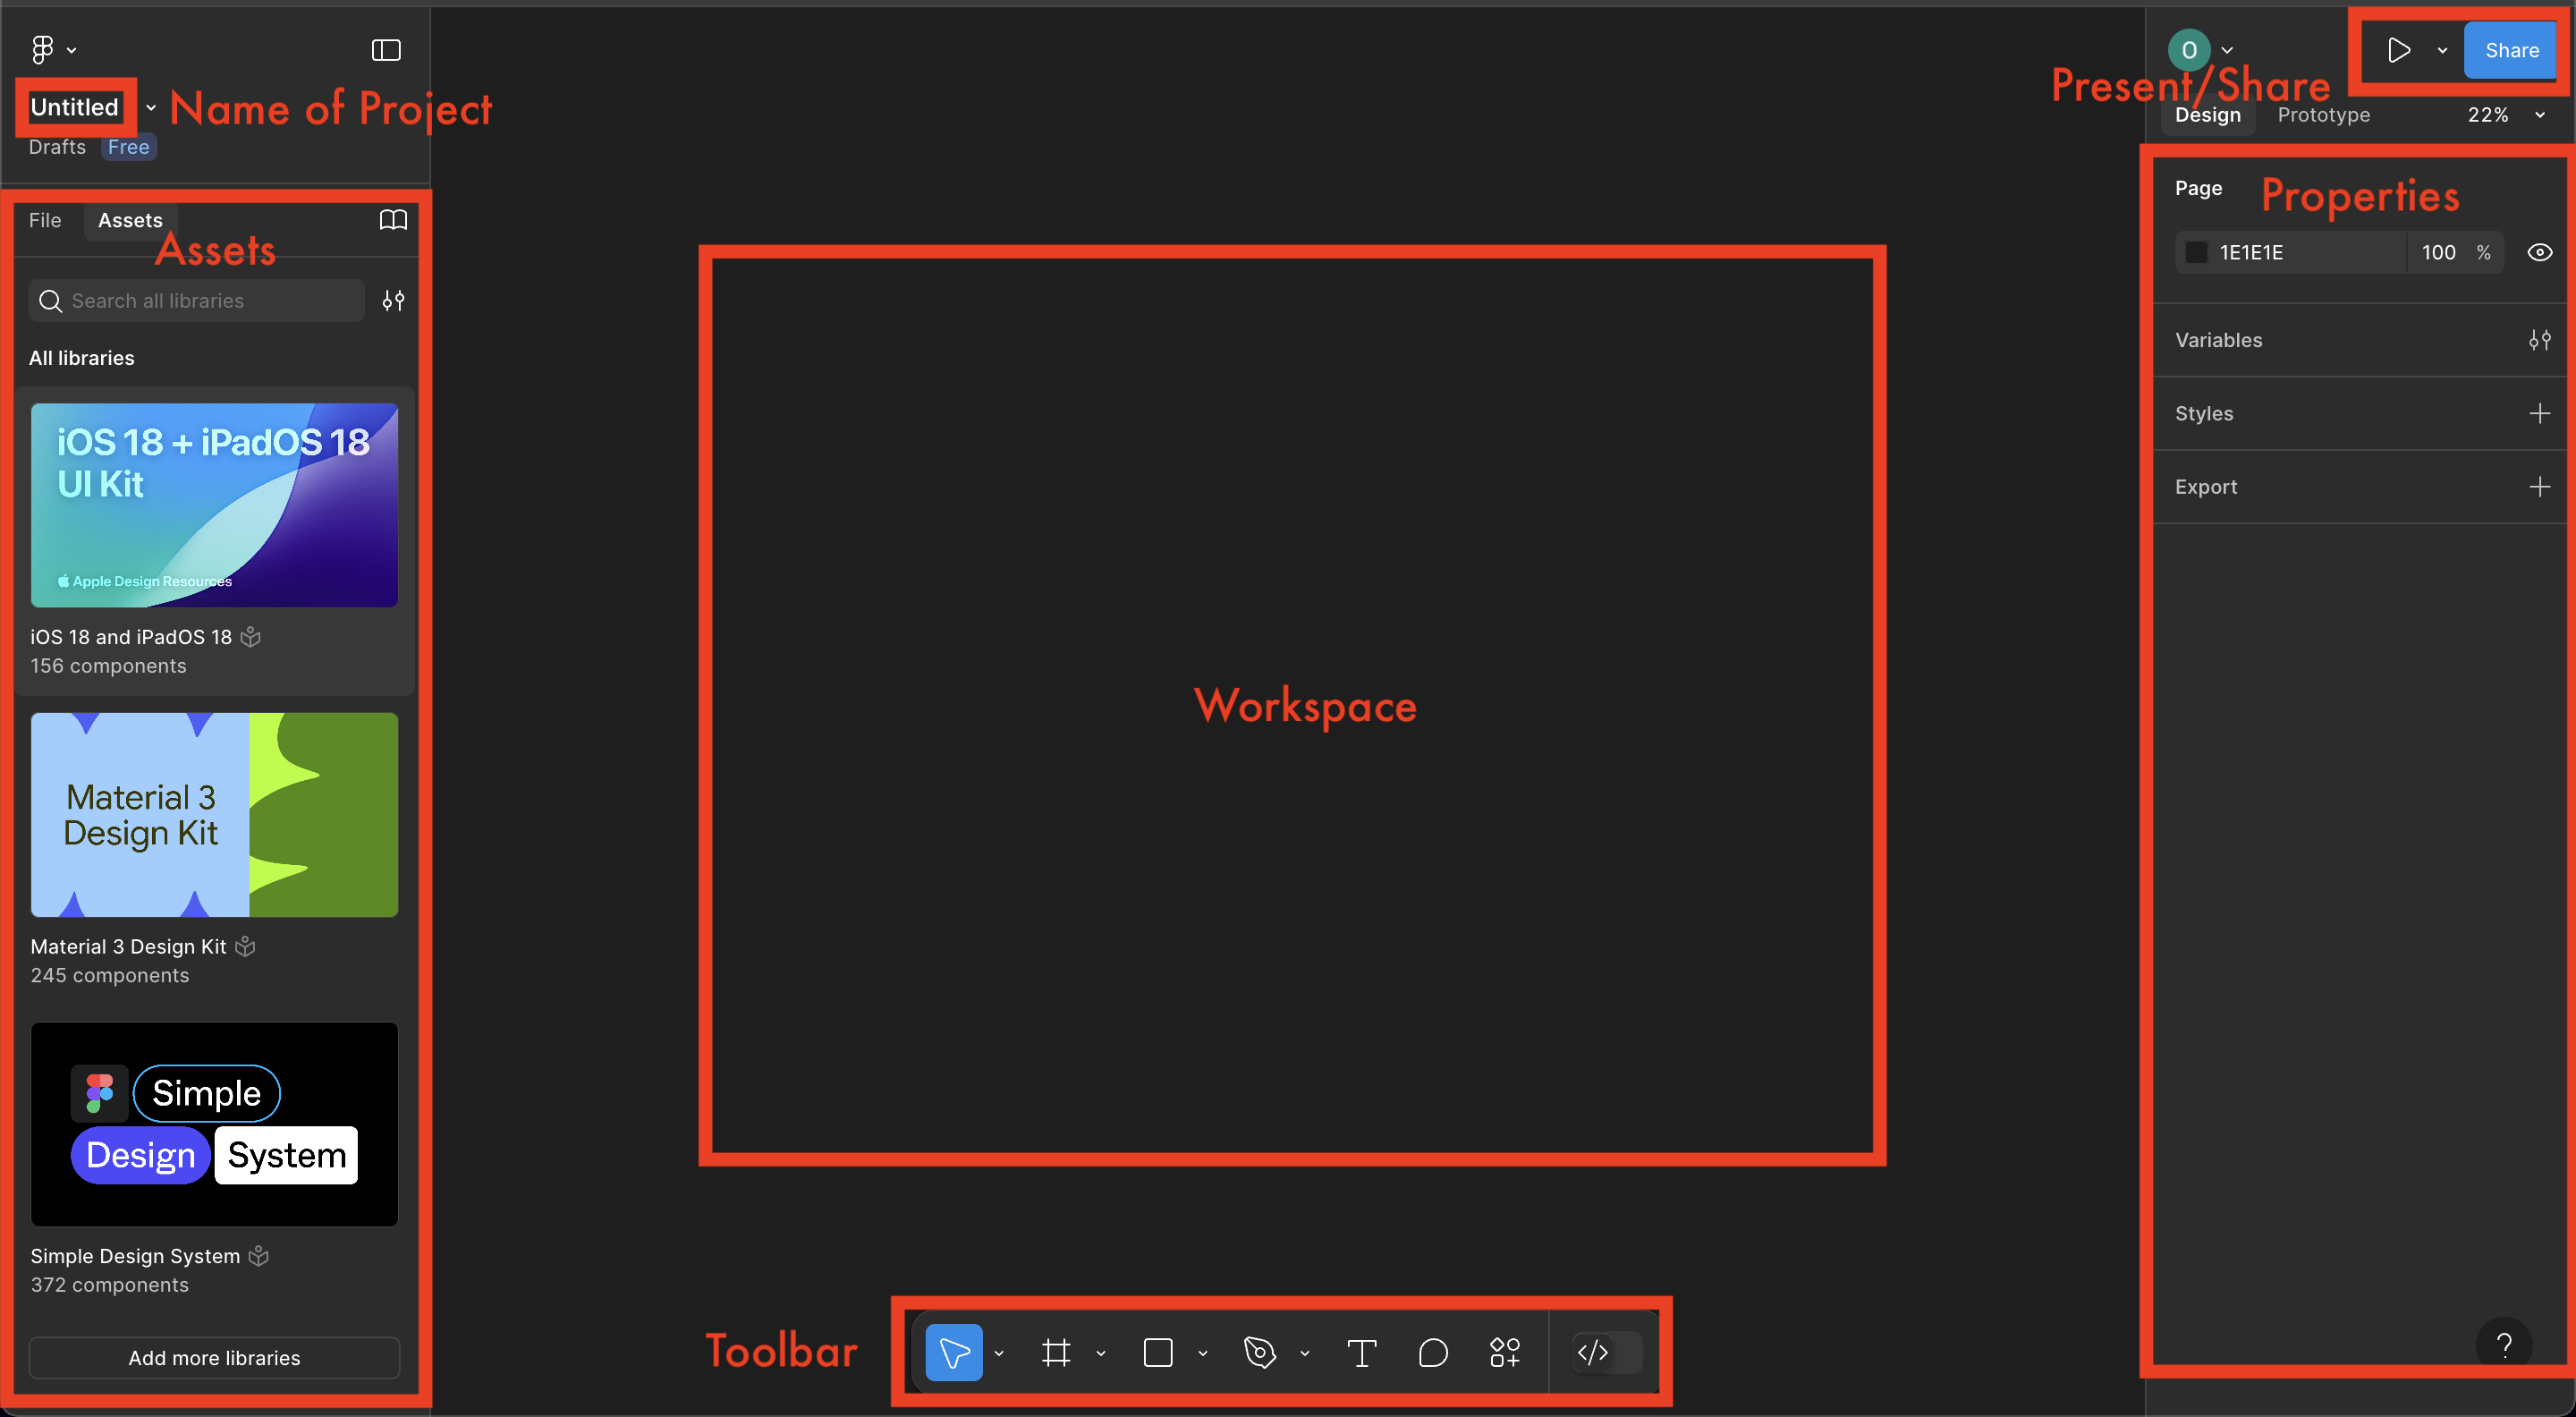 Untitled
Name of Project
Drafts Free
File Assets
Assets
Search all libraries
All libraries
iOS 18 + iPadOS 18
UI Kit
Apple Design Resources
iOS 18 and iPadOS 18
156 components
Material 3
Design Kit
Material 3 Design Kit
245 components
Simple
Design System
Simple Design System
372 components
Add more libraries
Workspace
Toolbar
O
Share
Present/Share
Design Prototype 22%
Page
Properties
1E1E1E 100 %
Variables
Styles
Export
?